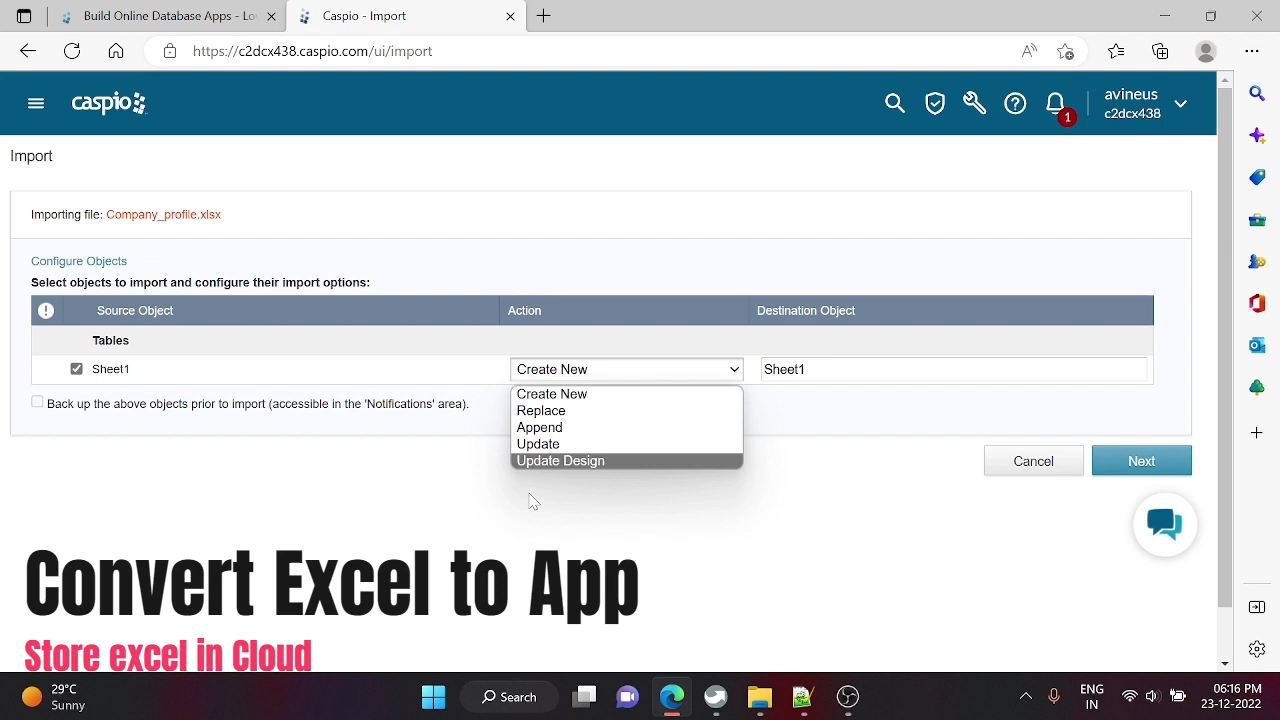 Build Online Database Apps - Lo
Caspio - Import
https://c2dcx438.caspio.com/ui/import
caspio
1
avineus
c2dcx438
Import
Importing file: Company_profile.xlsx
Configure Objects
Select objects to import and configure their import options:
! Source Object Action Destination Object
Tables
Sheet1 Create New Sheet1
Create New
Back up the above objects prior to import (accessible in the 'Notifications' area).
Replace
Append
Update
Update Design
Cancel Next
Convert Excel to App
Store excel in Cloud
29°C
Sunny
Search
ENG
IN
06:16 PM
23-12-2022